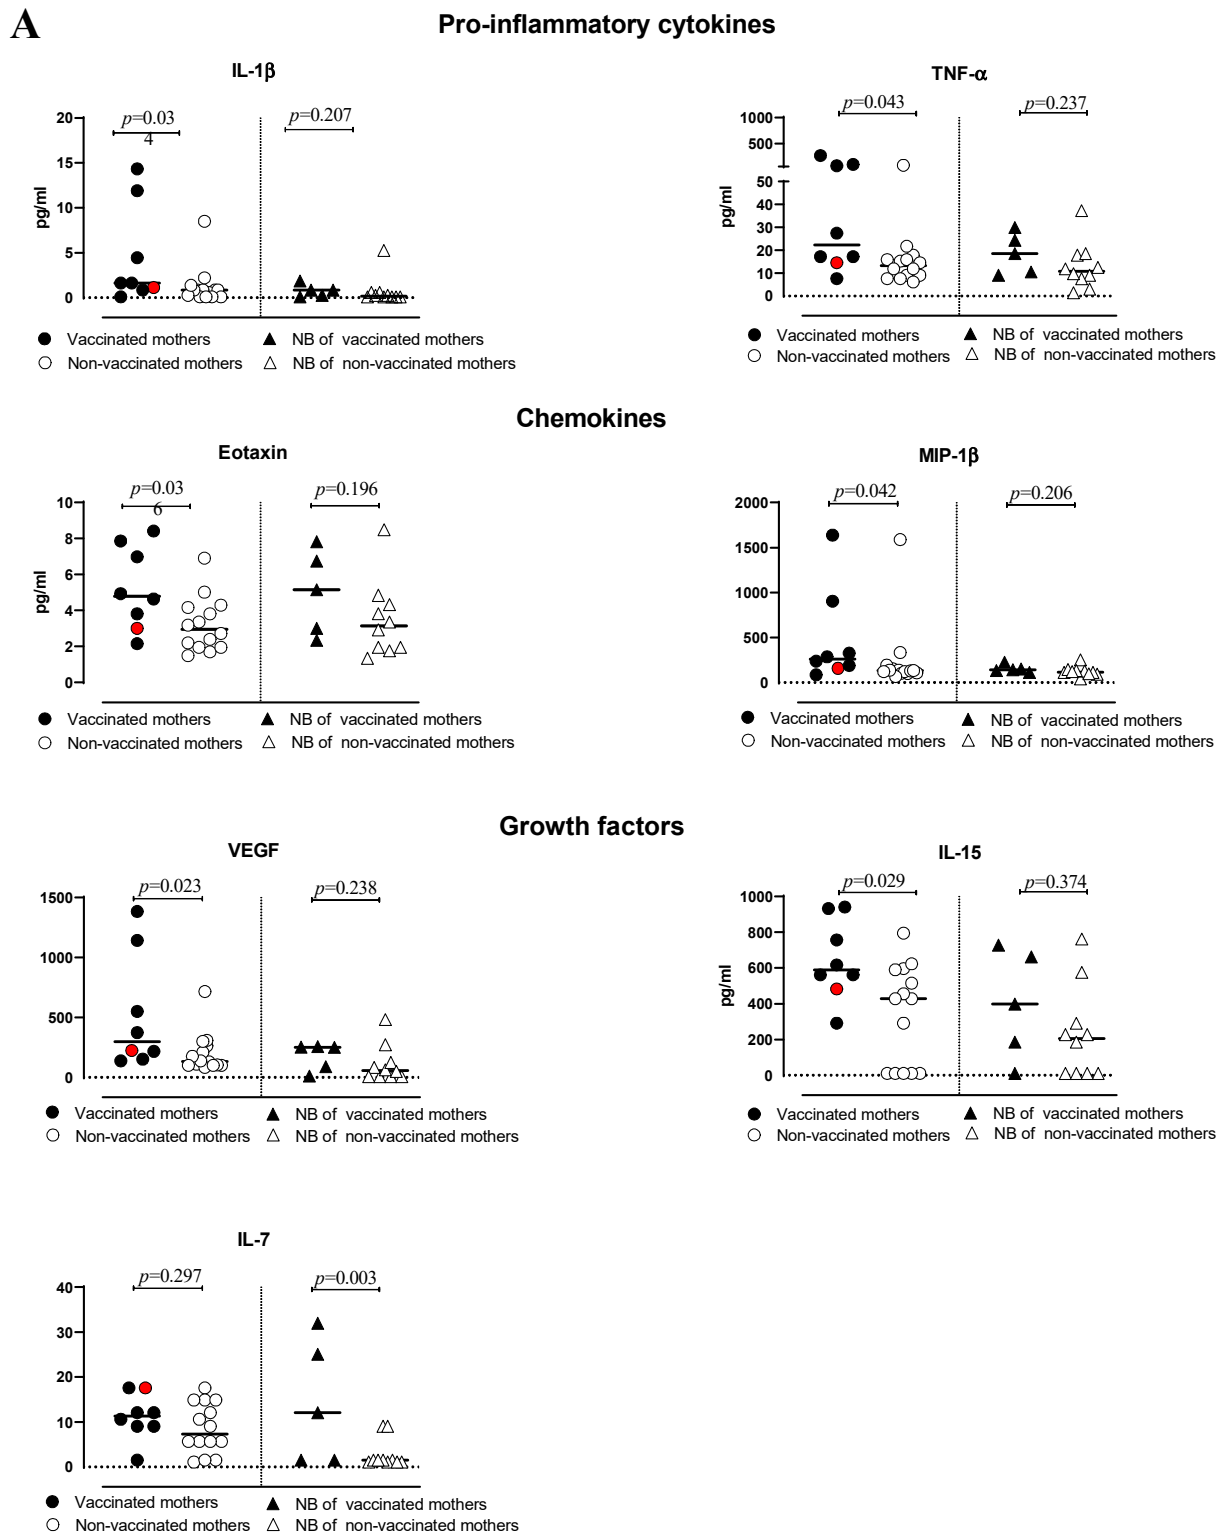 A
Pro-inflammatory cytokines
IL-1β
p=0.03
4
p=0.207
20
15
10
5
0
pg/ml
Vaccinated mothers
NB of vaccinated mothers
Non-vaccinated mothers
NB of non-vaccinated mothers
TNF-α
p=0.043
p=0.237
1000
500
50
40
30
20
10
0
pg/ml
Vaccinated mothers
NB of vaccinated mothers
Non-vaccinated mothers
NB of non-vaccinated mothers
Chemokines
Eotaxin
p=0.03
6
p=0.196
10
8
6
4
2
0
pg/ml
Vaccinated mothers
NB of vaccinated mothers
Non-vaccinated mothers
NB of non-vaccinated mothers
MIP-1β
p=0.042
p=0.206
2000
1500
1000
500
0
Vaccinated mothers
NB of vaccinated mothers
Non-vaccinated mothers
NB of non-vaccinated mothers
Growth factors
VEGF
p=0.023
p=0.238
1500
1000
500
0
Vaccinated mothers
NB of vaccinated mothers
Non-vaccinated mothers
NB of non-vaccinated mothers
IL-15
p=0.029
p=0.374
1000
800
600
400
200
0
pg/ml
Vaccinated mothers
NB of vaccinated mothers
Non-vaccinated mothers
NB of non-vaccinated mothers
IL-7
p=0.297
p=0.003
40
30
20
10
0
Vaccinated mothers
NB of vaccinated mothers
Non-vaccinated mothers
NB of non-vaccinated mothers